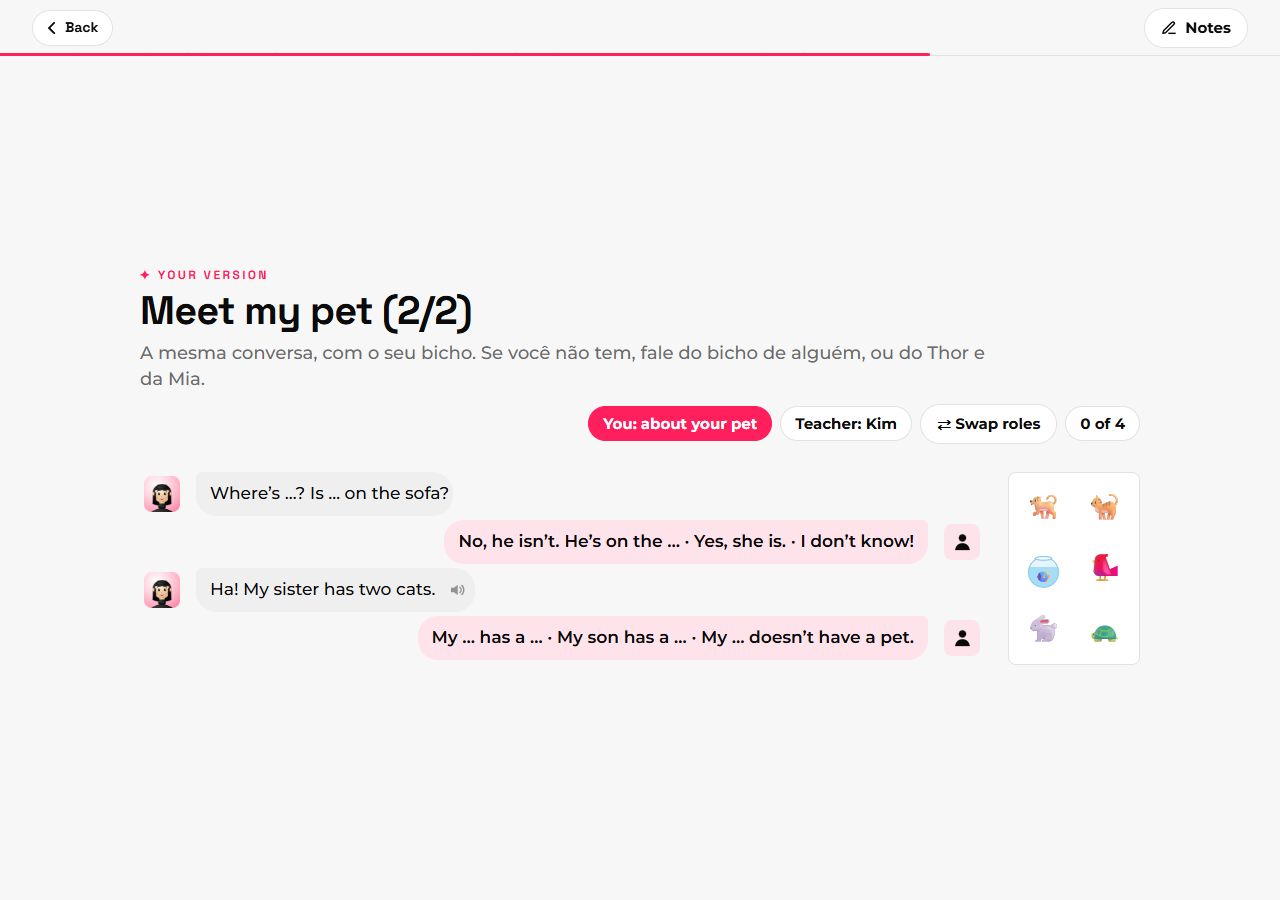 Back
Notes
YOUR VERSION
Meet my pet (2/2)
A mesma conversa, com o seu bicho. Se você não tem, fale do bicho de alguém, ou do Thor e
da Mia.
You: about your pet
Teacher: Kim
⇄ Swap roles
0 of 4
Where’s ...? Is ... on the sofa?
No, he isn’t. He’s on the ... · Yes, she is. · I don’t know!
Ha! My sister has two cats.
My ... has a ... · My son has a ... · My ... doesn’t have a pet.